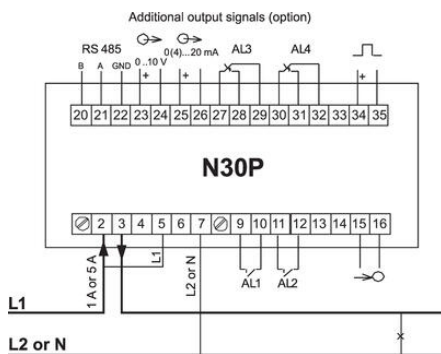 Additional output signals (option)
RS 485
0(4)...20 mA
AL3
AL4
B A GND 0 ..10 V
+ + +
20 21 22 23 24 25 26 27 28 29 30 31 32 33 34 35
N30P
2 3 4 5 6 7 9 10 11 12 13 14 15 16
1 A or 5 A
L1
L2 or N
AL1
AL2
L1
L2 or N